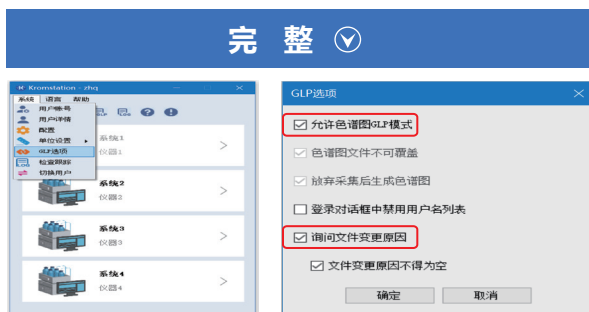 完 整
Kromstation - zhq
系统 语言 帮助
用户帐号
用户详情
配置
单位设置
GLP选项
检查跟踪
切换用户
系统1
仪器1
系统2
仪器2
系统3
仪器3
系统4
仪器4
GLP选项
允许色谱图GLP模式
色谱图文件不可覆盖
放弃采集后生成色谱图
登录对话框中禁用用户名列表
询问文件变更原因
文件变更原因不得为空
确定 取消